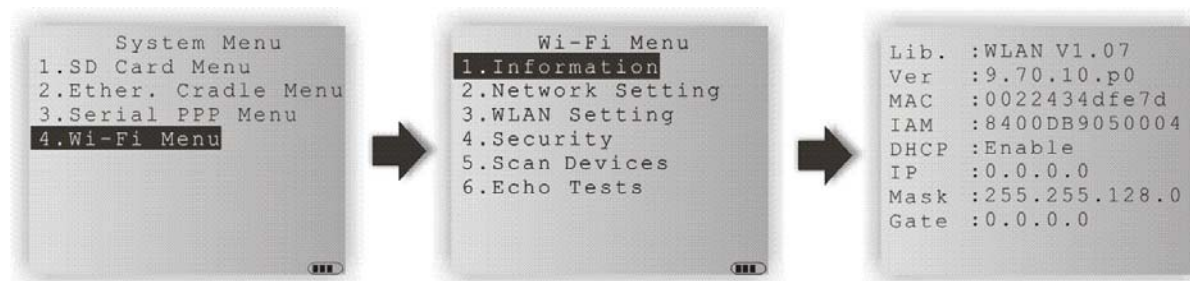 System Menu
1.SD Card Menu
2.Ether. Cradle Menu
3.Serial PPP Menu
4.Wi-Fi Menu
Wi-Fi Menu
1.Information
2.Network Setting
3.WLAN Setting
4.Security
5.Scan Devices
6.Echo Tests
Lib. :WLAN V1.07
Ver :9.70.10.p0
MAC :0022434dfe7d
IAM :8400DB9050004
DHCP :Enable
IP :0.0.0.0
Mask :255.255.128.0
Gate :0.0.0.0